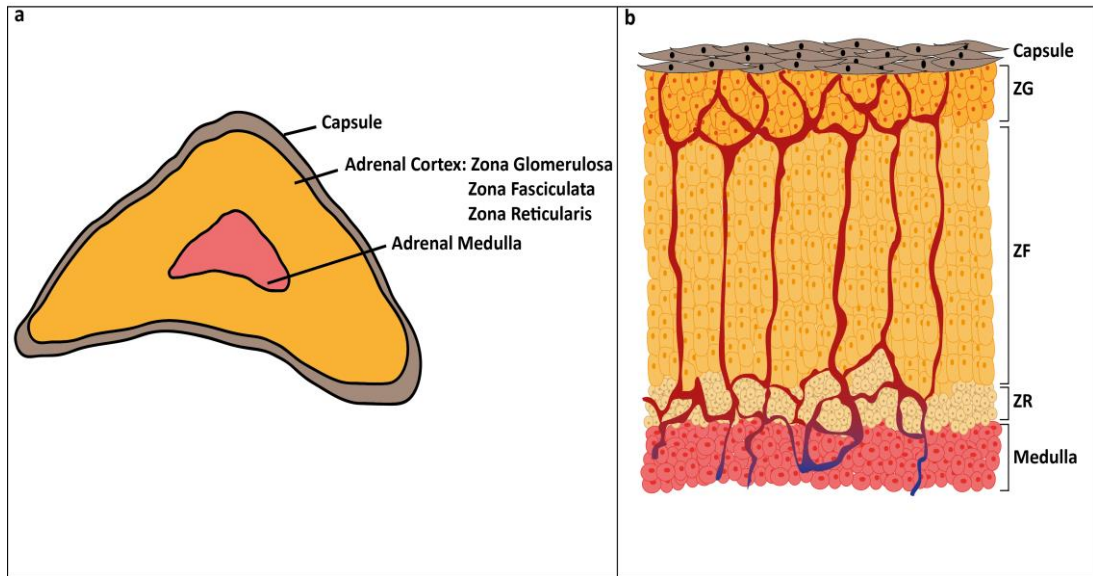 a
Capsule
Adrenal Cortex: Zona Glomerulosa
Zona Fasciculata
Zona Reticularis
Adrenal Medulla
b
Capsule
ZG
ZF
ZR
Medulla